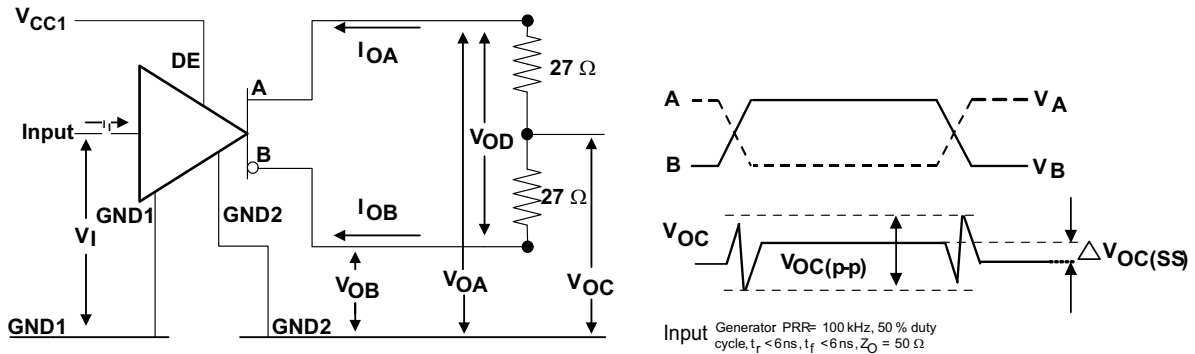 VCC1
DE
IOA
27 Ω
A
Input
II
B
VOD
VI
GND1
GND2
IOB
27 Ω
VOB
VOA
VOC
GND1
GND2
A
VA
B
VB
VOC
VOC(p-p)
△ VOC(SS)
Input Generator PRR= 100 kHz, 50 % duty
cycle, tr < 6ns, tf < 6ns, ZO = 50 Ω